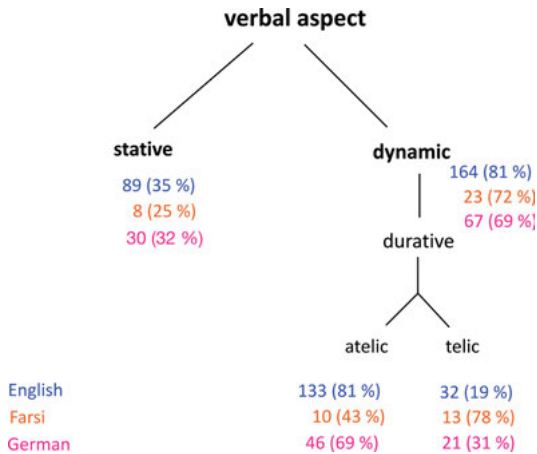 verbal aspect
stative
dynamic
89 (35 %)
8 (25 %)
30 (32 %)
164 (81 %)
23 (72 %)
67 (69 %)
durative
atelic
telic
English
133 (81 %)
32 (19 %)
Farsi
10 (43 %)
13 (78 %)
German
46 (69 %)
21 (31 %)